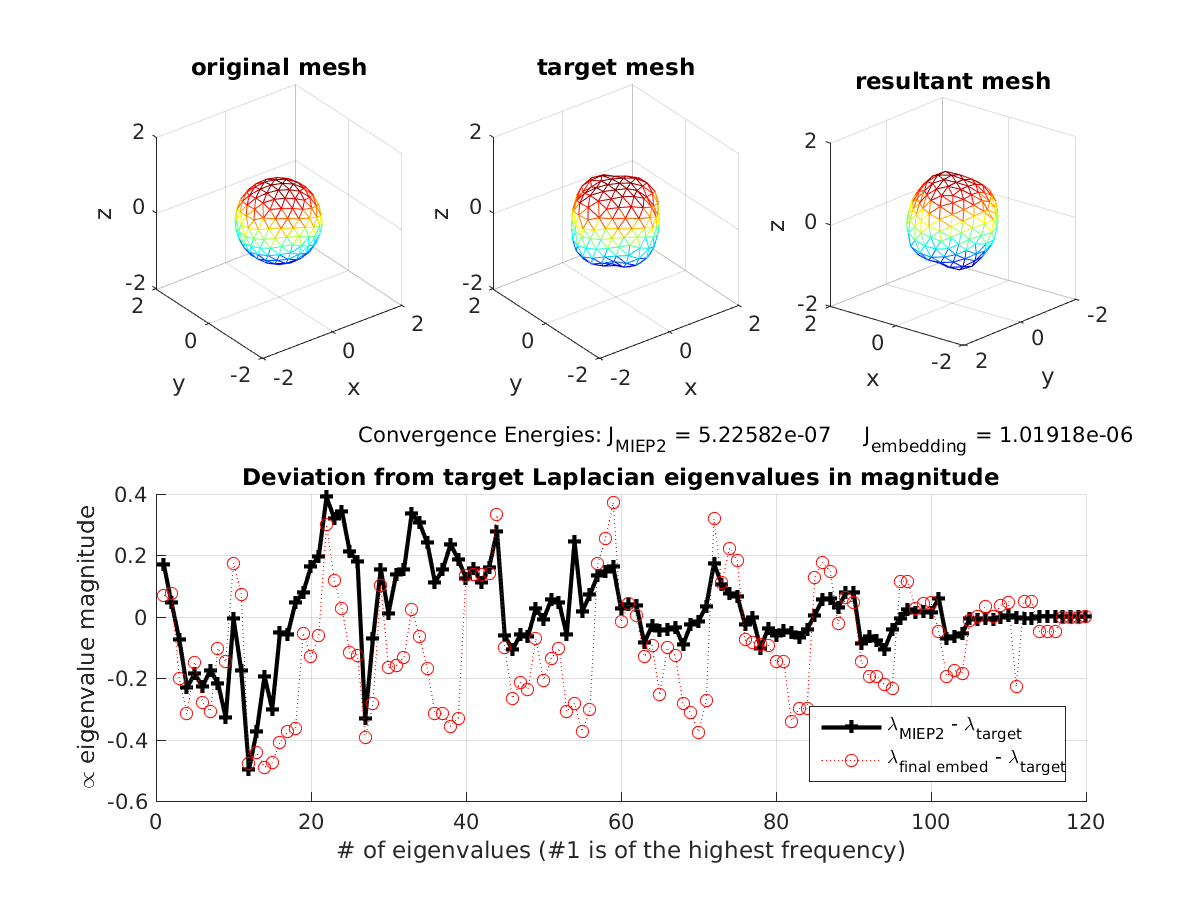 original mesh
target mesh
resultant mesh
2
0
-2
z
2
0
-2
y
-2
0
2
x
2
0
-2
z
2
0
-2
y
-2
0
2
x
2
0
-2
z
2
0
-2
x
2
0
-2
y
Convergence Energies: J_MIEP2 = 5.22582e-07 J_embedding = 1.01918e-06
Deviation from target Laplacian eigenvalues in magnitude
0.4
0.2
0
-0.2
-0.4
-0.6
∝ eigenvalue magnitude
λ_MIEP2 - λ_target
λ_final embed - λ_target
0 20 40 60 80 100 120
# of eigenvalues (#1 is of the highest frequency)